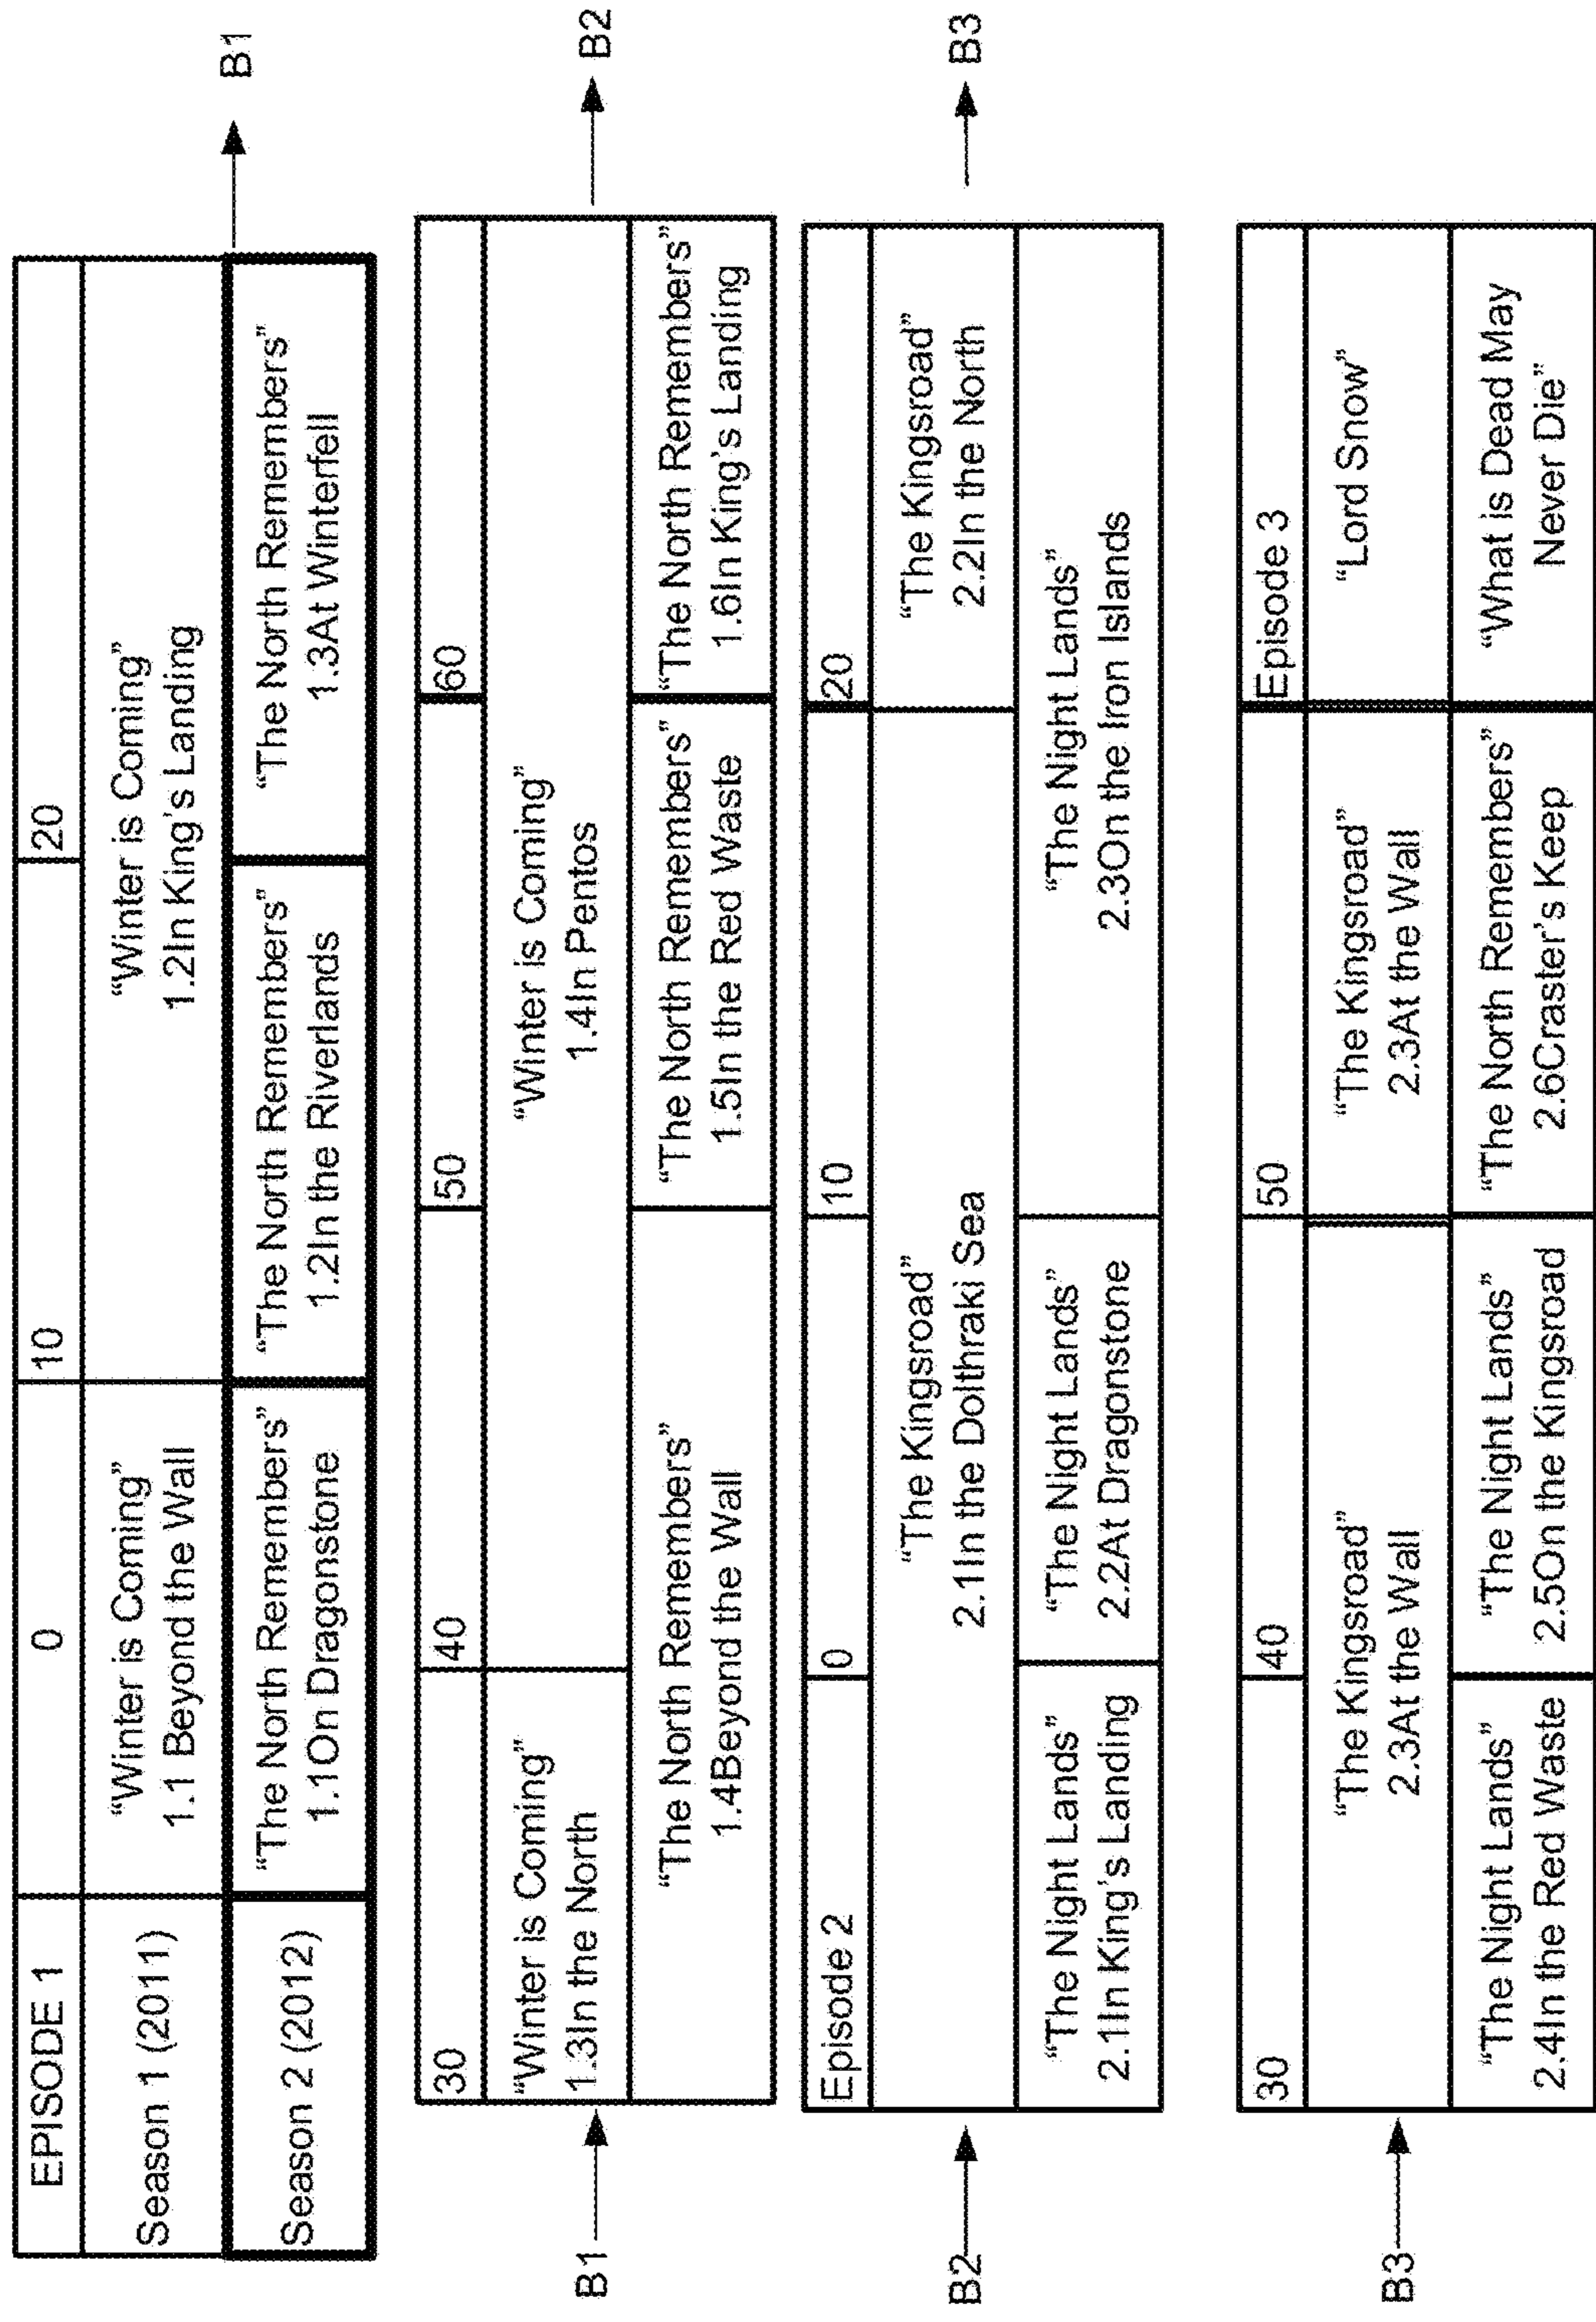 EPISODE 1
0
10
20
Season 1 (2011)
“Winter is Coming”
1.1 Beyond the Wall
“Winter is Coming”
1.2In King’s Landing
Season 2 (2012)
“The North Remembers”
1.1On Dragonstone
“The North Remembers”
1.2In the Riverlands
“The North Remembers”
1.3At Winterfell
B1
B1
30
40
50
60
“Winter is Coming”
1.3In the North
“Winter is Coming”
1.4In Pentos
“The North Remembers”
1.4Beyond the Wall
“The North Remembers”
1.5In the Red Waste
“The North Remembers”
1.6In King’s Landing
B2
B2
Episode 2
0
10
20
“The Kingsroad”
2.1In the Dolthraki Sea
“The Kingsroad”
2.2In the North
“The Night Lands”
2.1In King’s Landing
“The Night Lands”
2.2At Dragonstone
“The Night Lands”
2.3On the Iron Islands
B3
B3
30
40
50
Episode 3
“The Kingsroad”
2.3At the Wall
“The Kingsroad”
2.3At the Wall
“Lord Snow”
“The Night Lands”
2.4In the Red Waste
“The Night Lands”
2.5On the Kingsroad
“The North Remembers”
2.6Craster’s Keep
“What is Dead May
Never Die”